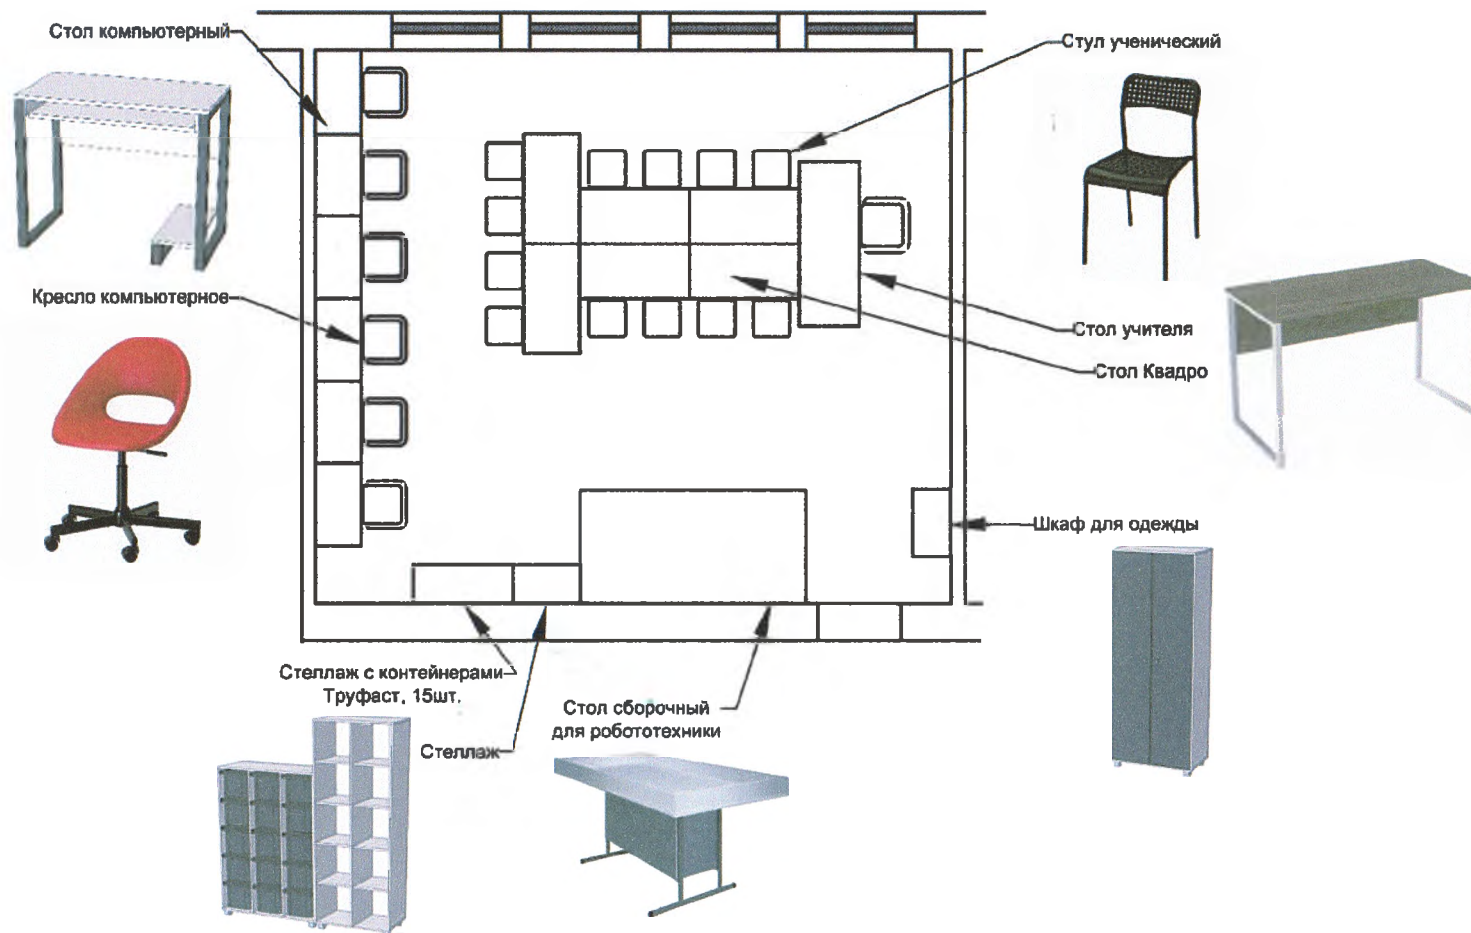 Стол компьютерный
Стул ученический
Кресло компьютерное
Стол учителя
Стол Квадро
Шкаф для одежды
Стеллаж с контейнерами
Труфаст, 15шт.
Стол сборочный
для робототехники
Стеллаж